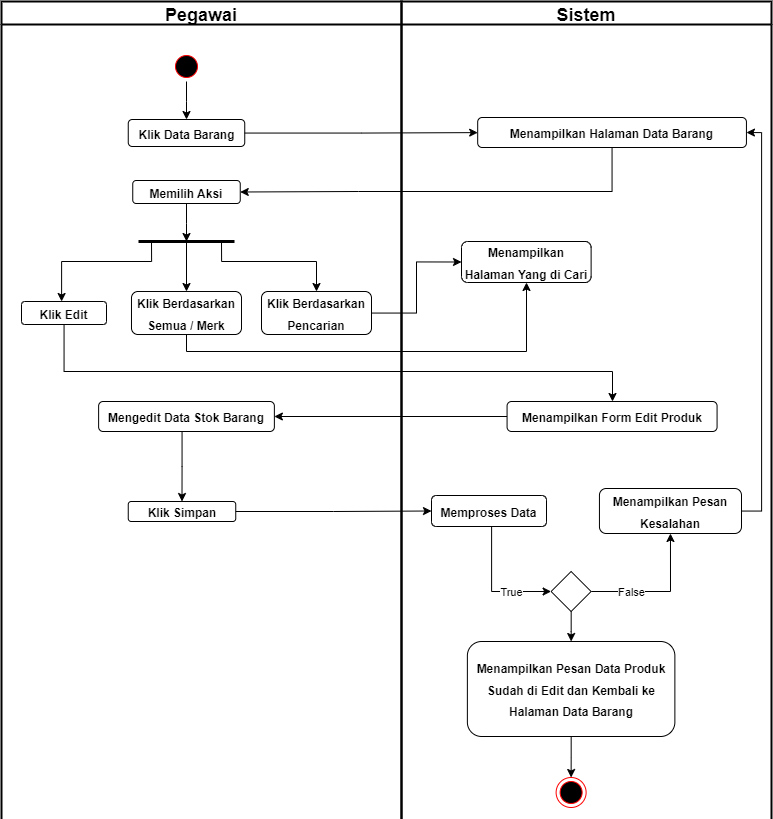 Pegawai
Sistem
Klik Data Barang
Menampilkan Halaman Data Barang
Memilih Aksi
Menampilkan
Halaman Yang di Cari
Klik Edit
Klik Berdasarkan
Semua / Merk
Klik Berdasarkan
Pencarian
Mengedit Data Stok Barang
Menampilkan Form Edit Produk
Klik Simpan
Memproses Data
Menampilkan Pesan
Kesalahan
True
False
Menampilkan Pesan Data Produk
Sudah di Edit dan Kembali ke
Halaman Data Barang